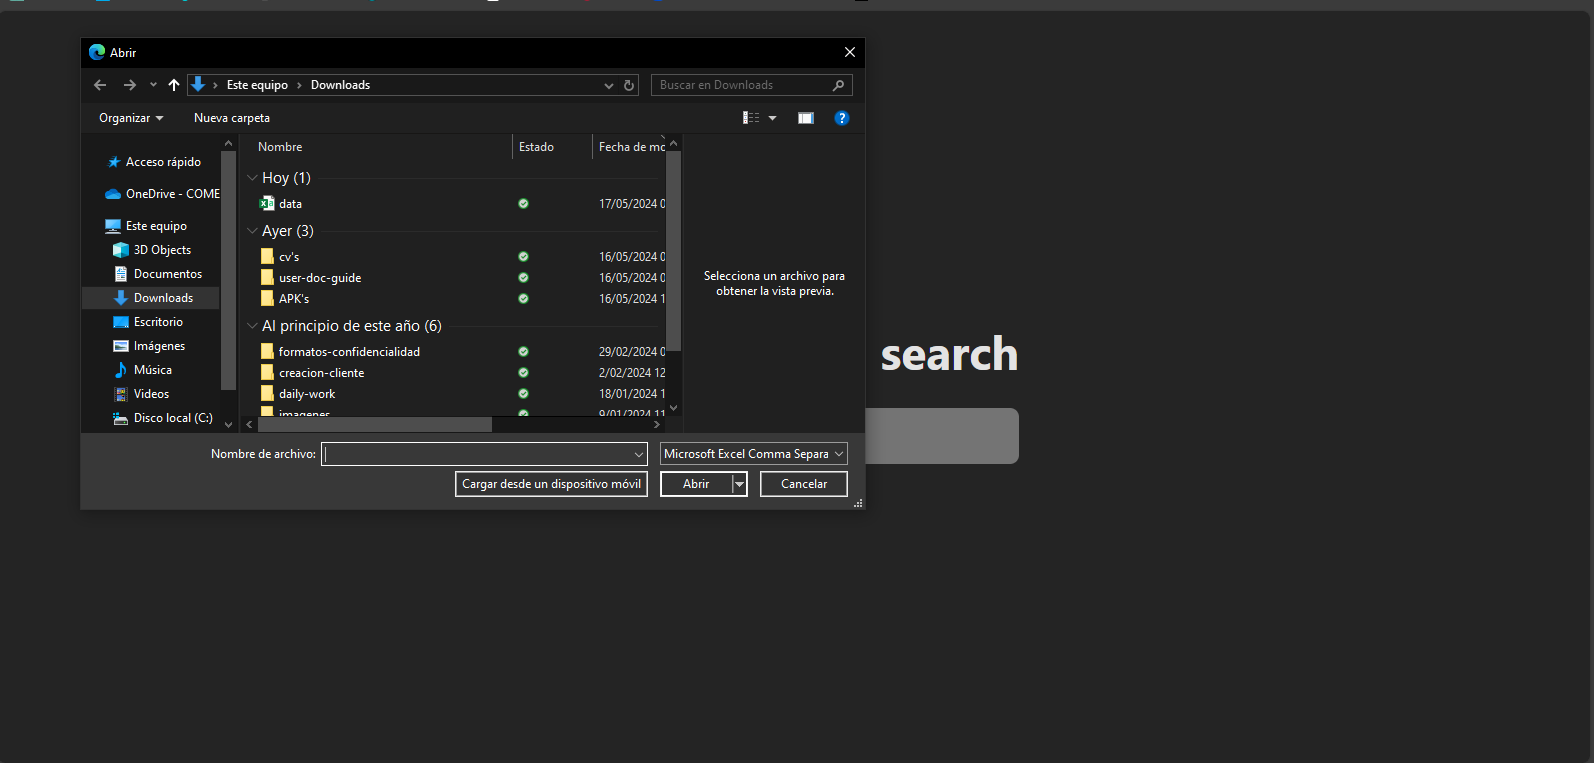 Abrir
Este equipo > Downloads
Buscar en Downloads
Organizar
Nueva carpeta
?
Acceso rápido
OneDrive - COME
Este equipo
3D Objects
Documentos
Downloads
Escritorio
Imágenes
Música
Videos
Disco local (C:)
Nombre Estado Fecha de mo
Hoy (1)
data 17/05/2024 0
Ayer (3)
cv's 16/05/2024 0
user-doc-guide 16/05/2024 0
APK's 16/05/2024 1
Al principio de este año (6)
formatos-confidencialidad 29/02/2024 0
creacion-cliente 2/02/2024 12
daily-work 18/01/2024 1
imagenes 9/01/2024 11
Selecciona un archivo para
obtener la vista previa.
search
Nombre de archivo:
Microsoft Excel Comma Separa
Cargar desde un dispositivo móvil
Abrir
Cancelar